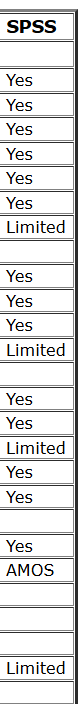 SPSS
Yes
Yes
Yes
Yes
Yes
Yes
Limited
Yes
Yes
Yes
Limited
Yes
Yes
Limited
Yes
Yes
Yes
AMOS
Limited